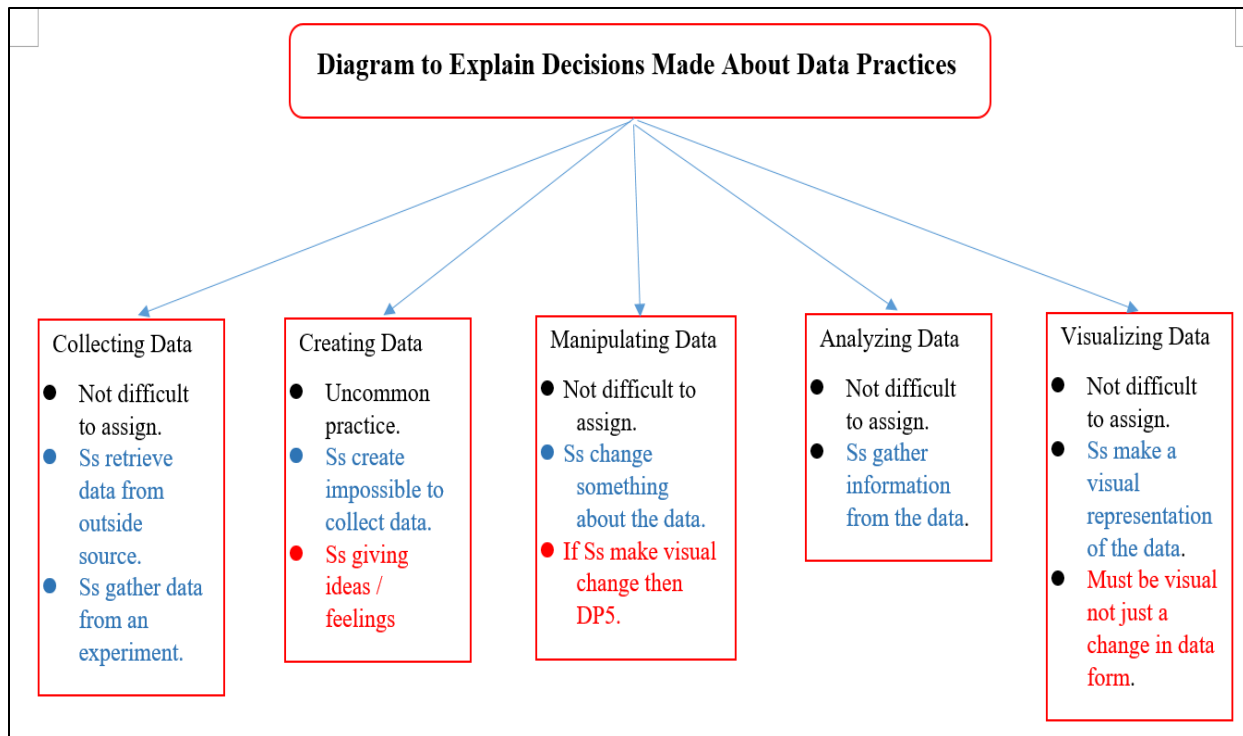 Diagram to Explain Decisions Made About Data Practices
Collecting Data
● Not difficult
to assign.
● Ss retrieve
data from
outside
source.
● Ss gather data
from an
experiment.
Creating Data
● Uncommon
practice.
● Ss create
impossible to
collect data.
● Ss giving
ideas /
feelings
Manipulating Data
● Not difficult to
assign.
● Ss change
something
about the data.
● If Ss make visual
change then
DP5.
Analyzing Data
● Not difficult
to assign.
● Ss gather
information
from the data.
Visualizing Data
● Not difficult
to assign.
● Ss make a
visual
representation
of the data.
● Must be visual
not just a
change in data
form.